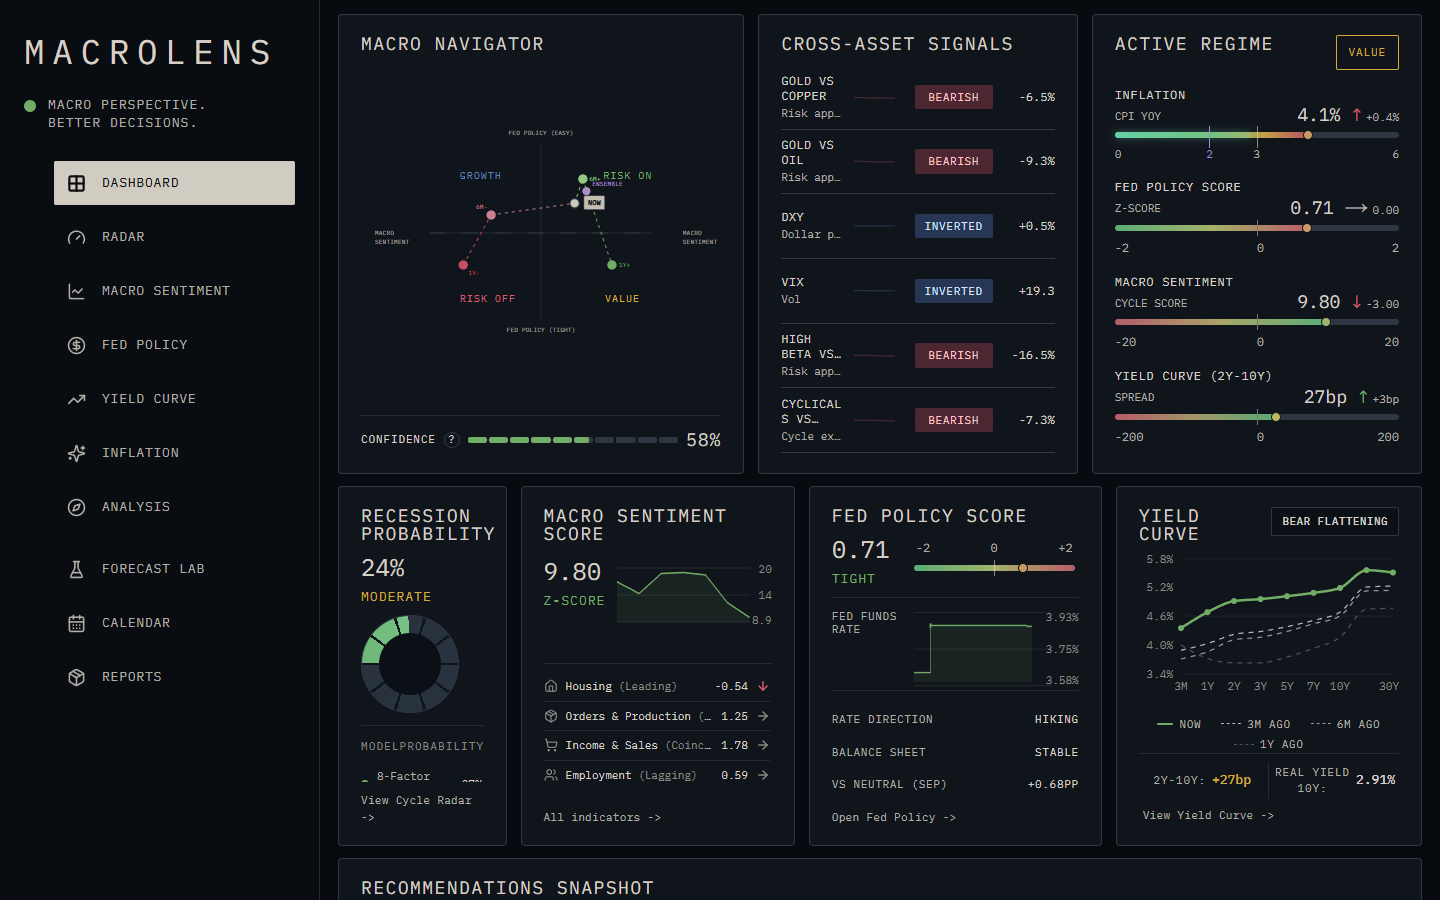 MACROLENS
MACRO PERSPECTIVE.
BETTER DECISIONS.
DASHBOARD
RADAR
MACRO SENTIMENT
FED POLICY
YIELD CURVE
INFLATION
ANALYSIS
FORECAST LAB
CALENDAR
REPORTS
MACRO NAVIGATOR
FED POLICY (EASY)
GROWTH
6M+
RISK ON
ENSEMBLE
NOW
6M-
MACRO
SENTIMENT
MACRO
SENTIMENT
1Y-
1Y+
RISK OFF
VALUE
FED POLICY (TIGHT)
CONFIDENCE ? 58%
CROSS-ASSET SIGNALS
GOLD VS
COPPER
Risk app…
BEARISH
-6.5%
GOLD VS
OIL
Risk app…
BEARISH
-9.3%
DXY
Dollar p…
INVERTED
+0.5%
VIX
Vol
INVERTED
+19.3
HIGH
BETA VS…
Risk app…
BEARISH
-16.5%
CYCLICAL
S VS…
Cycle ex…
BEARISH
-7.3%
ACTIVE REGIME
VALUE
INFLATION
CPI YOY 4.1% ↑ +0.4%
0 2 3 6
FED POLICY SCORE
Z-SCORE 0.71 → 0.00
-2 0 2
MACRO SENTIMENT
CYCLE SCORE 9.80 ↓ -3.00
-20 0 20
YIELD CURVE (2Y-10Y)
SPREAD 27bp ↑ +3bp
-200 0 200
RECESSION
PROBABILITY
24%
MODERATE
MODELPROBABILITY
8-Factor
View Cycle Radar
->
MACRO SENTIMENT
SCORE
9.80
Z-SCORE
20
14
8.9
Housing (Leading) -0.54 ↓
Orders & Production (… 1.25 →
Income & Sales (Coinc… 1.78 →
Employment (Lagging) 0.59 →
All indicators ->
FED POLICY SCORE
0.71
TIGHT
-2 0 +2
FED FUNDS
RATE
3.93%
3.75%
3.58%
RATE DIRECTION HIKING
BALANCE SHEET STABLE
VS NEUTRAL (SEP) +0.68PP
Open Fed Policy ->
YIELD
CURVE
BEAR FLATTENING
5.8%
5.2%
4.6%
4.0%
3.4%
3M 1Y 2Y 3Y 5Y 7Y 10Y 30Y
NOW 3M AGO 6M AGO
1Y AGO
2Y-10Y: +27bp
REAL YIELD
10Y:
2.91%
View Yield Curve ->
RECOMMENDATIONS SNAPSHOT